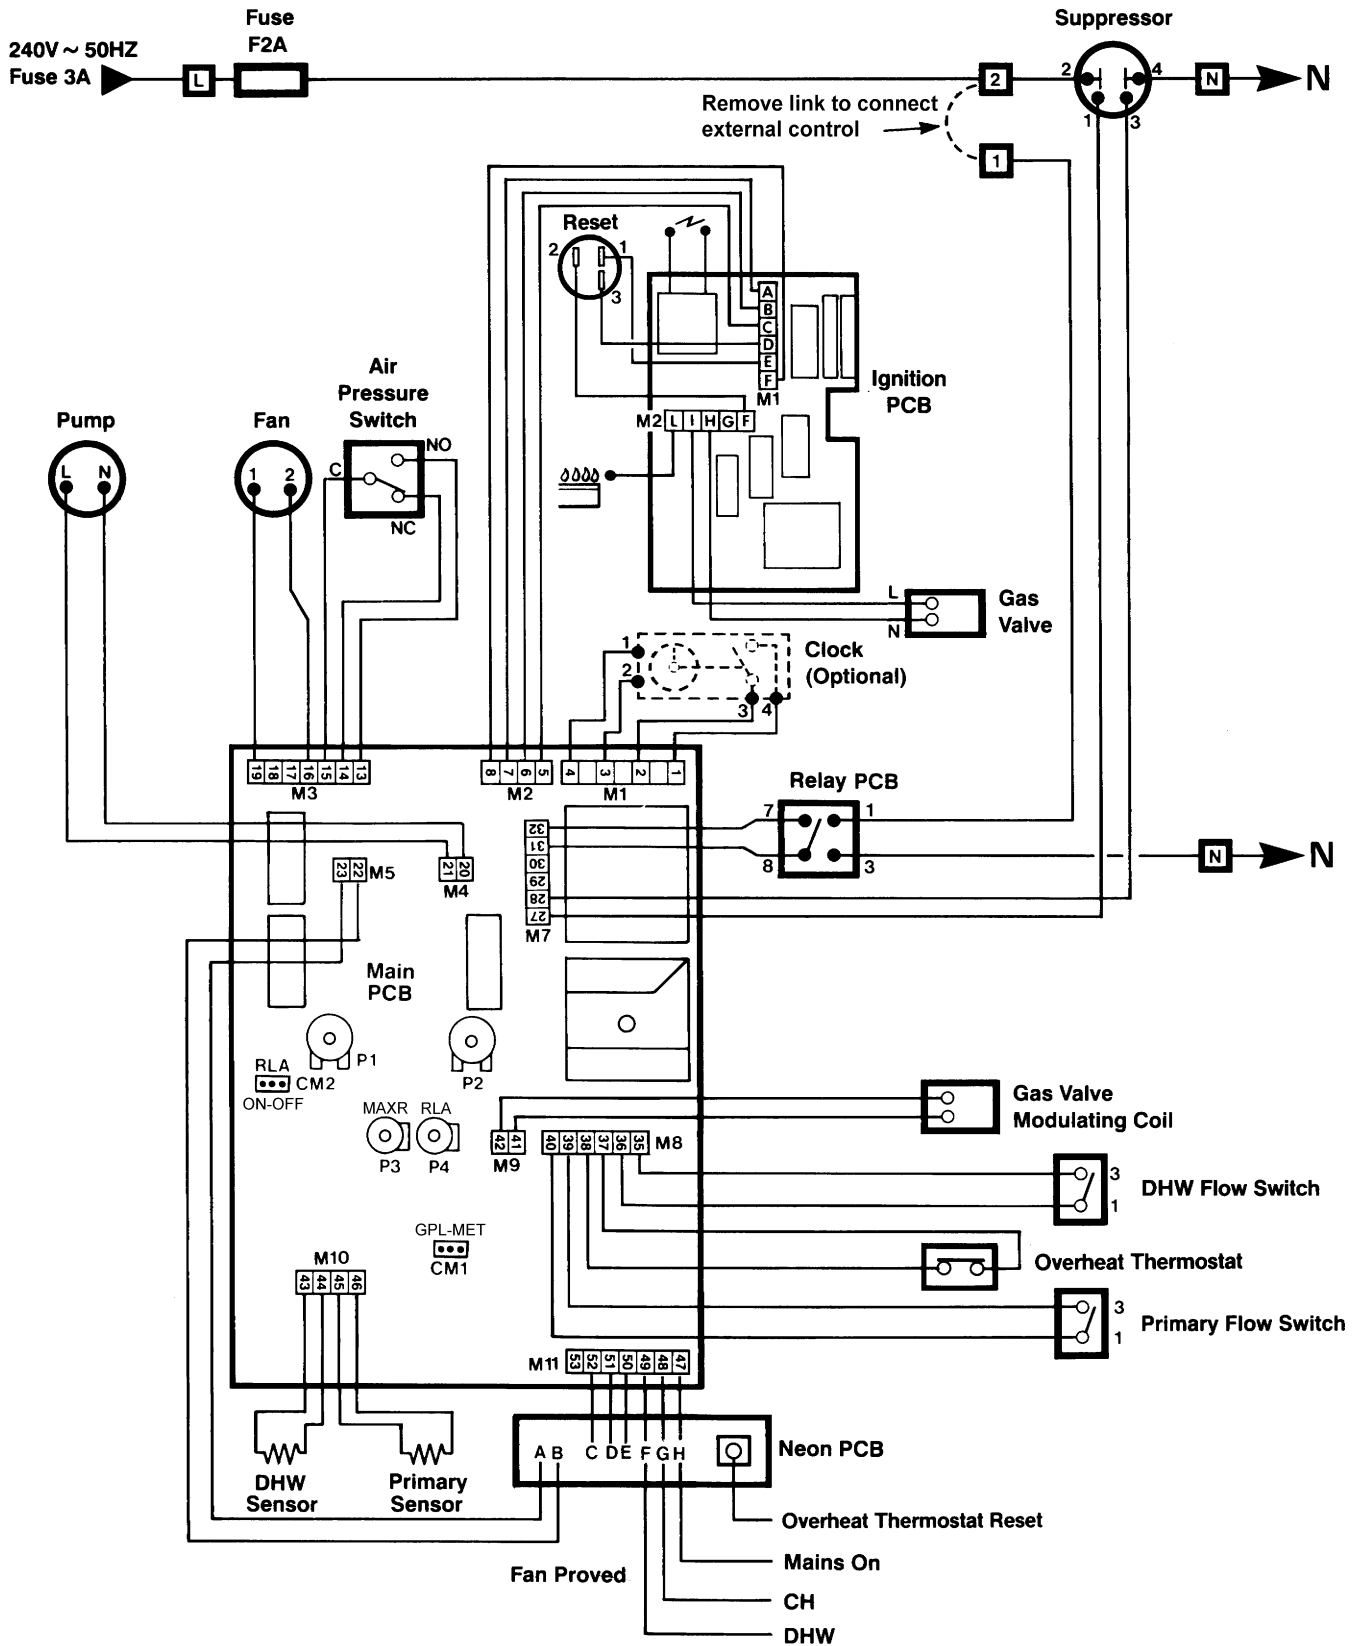 Fuse
F2A
Suppressor
240V ~ 50HZ
Fuse 3A
L
2
2
4
N
N
Remove link to connect
external control
1
3
1
Reset
2
1
3
A
B
C
D
E
F
M1
Ignition
PCB
M2
L I H G F
Air
Pressure
Switch
Pump
Fan
L N
1 2
C
NO
NC
L
N
Gas
Valve
1
2
3 4
Clock
(Optional)
19 18 17 16 15 14 13
M3
8 7 6 5
M2
4 3 2 1
M1
Relay PCB
7
1
8
3
N
N
32
31
30
29
28
27
M7
23 22
M5
21 20
M4
Main
PCB
P1
P2
RLA
CM2
ON-OFF
MAXR
RLA
P3
P4
42 41
M9
40 39 38 37 36 35
M8
Gas Valve
Modulating Coil
3
1
DHW Flow Switch
Overheat Thermostat
3
1
Primary Flow Switch
GPL-MET
CM1
M10
43 44 45 46
M11
53 52 51 50 49 48 47
DHW
Sensor
Primary
Sensor
A B C D E F G H
Neon PCB
Overheat Thermostat Reset
Mains On
Fan Proved
CH
DHW